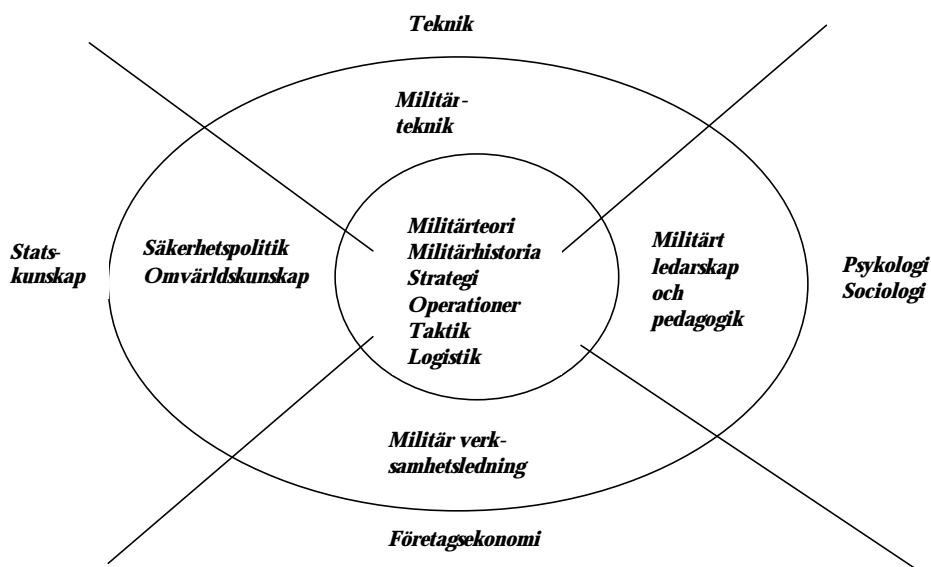 Teknik
Militär-
teknik
Stats-
kunskap
Säkerhetspolitik
Omvärldskunskap
Militärteori
Militärhistoria
Strategi
Operationer
Taktik
Logistik
Militärt
ledarskap
och
pedagogik
Psykologi
Sociologi
Militär verk-
samhetsledning
Företagsekonomi